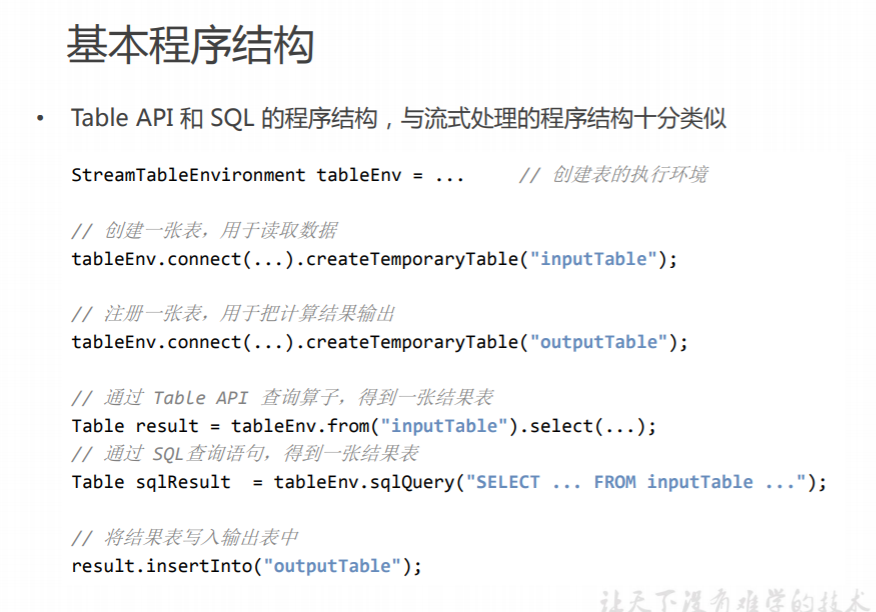 基本程序结构
• Table API 和 SQL 的程序结构，与流式处理的程序结构十分类似
StreamTableEnvironment tableEnv = ...     // 创建表的执行环境
// 创建一张表，用于读取数据
tableEnv.connect(...).createTemporaryTable("inputTable");
// 注册一张表，用于把计算结果输出
tableEnv.connect(...).createTemporaryTable("outputTable");
// 通过 Table API 查询算子，得到一张结果表
Table result = tableEnv.from("inputTable").select(...);
// 通过 SQL查询语句，得到一张结果表
Table sqlResult  = tableEnv.sqlQuery("SELECT ... FROM inputTable ...");
// 将结果表写入输出表中
result.insertInto("outputTable");
让天下没有难学的技术